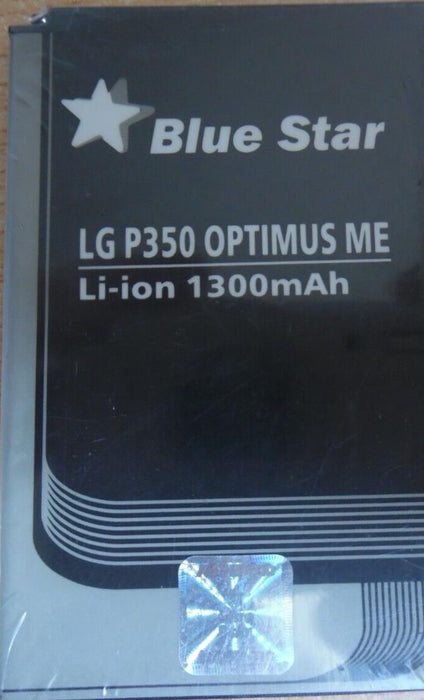 Blue Star
LG P350 OPTIMUS ME
Li-ion 1300mAh